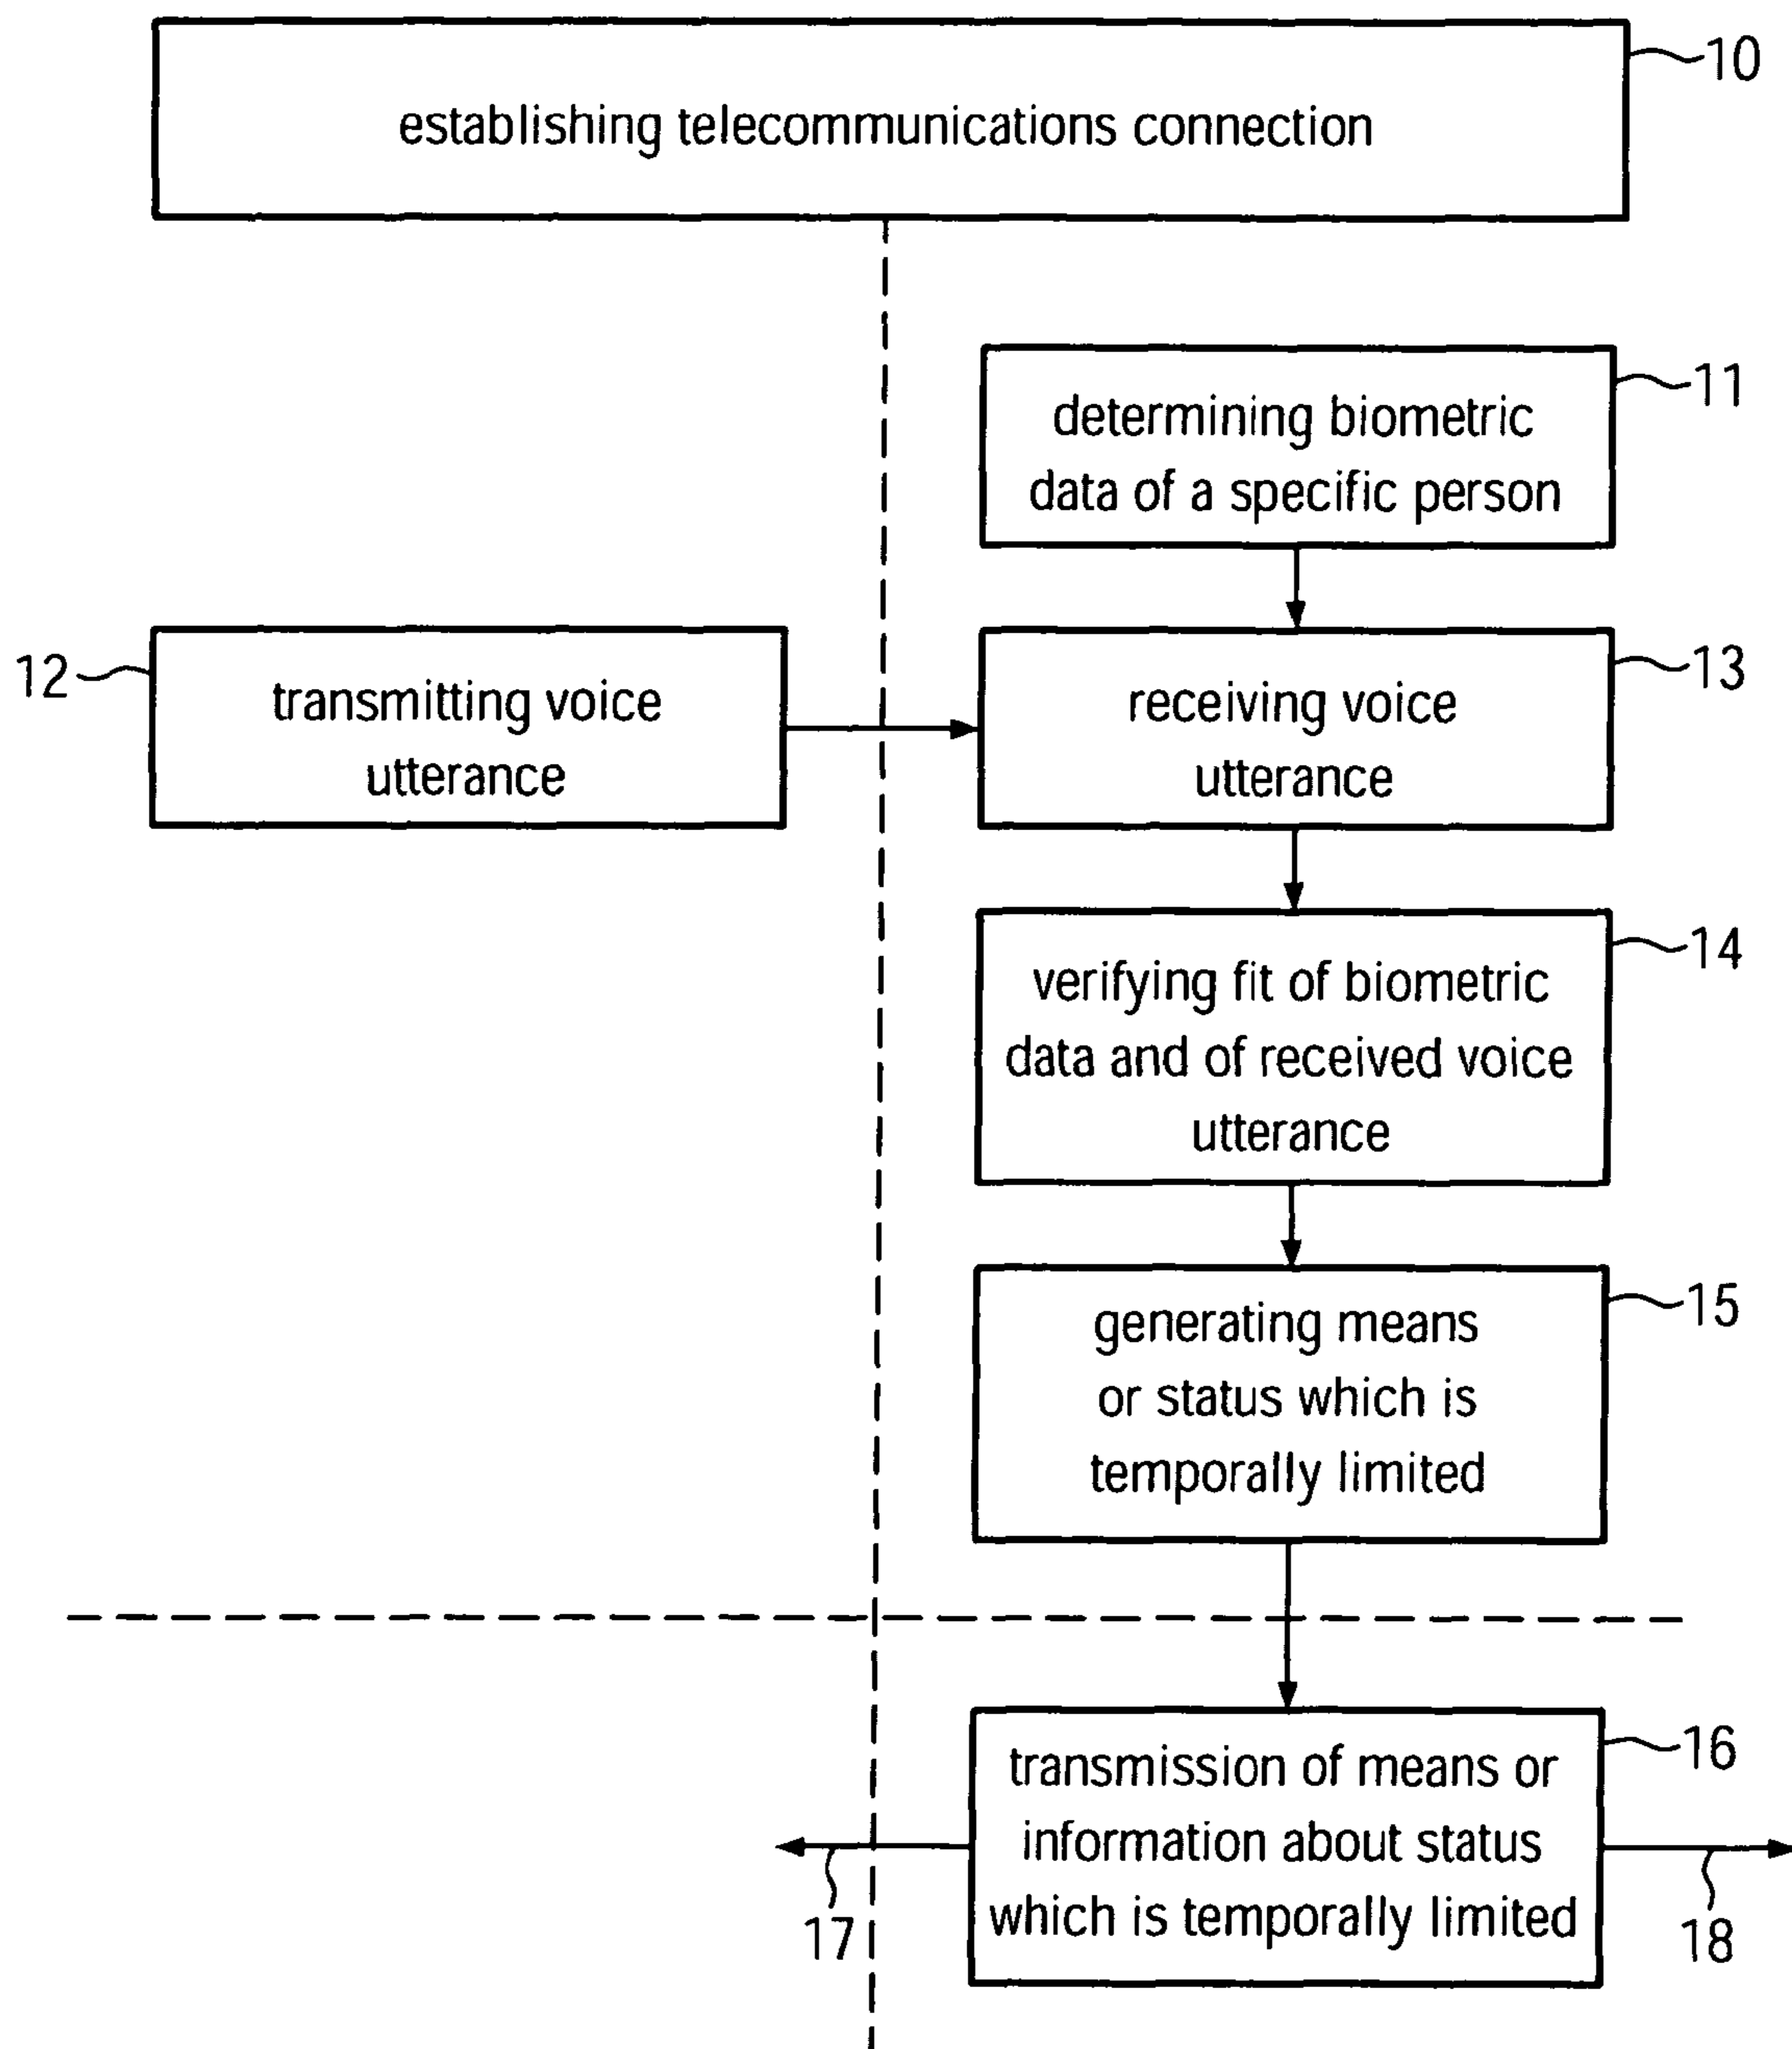 10
establishing telecommunications connection
11
determining biometric
data of a specific person
12
transmitting voice
utterance
13
receiving voice
utterance
14
verifying fit of biometric
data and of received voice
utterance
15
generating means
or status which is
temporally limited
16
transmission of means or
information about status
which is temporally limited
17
18